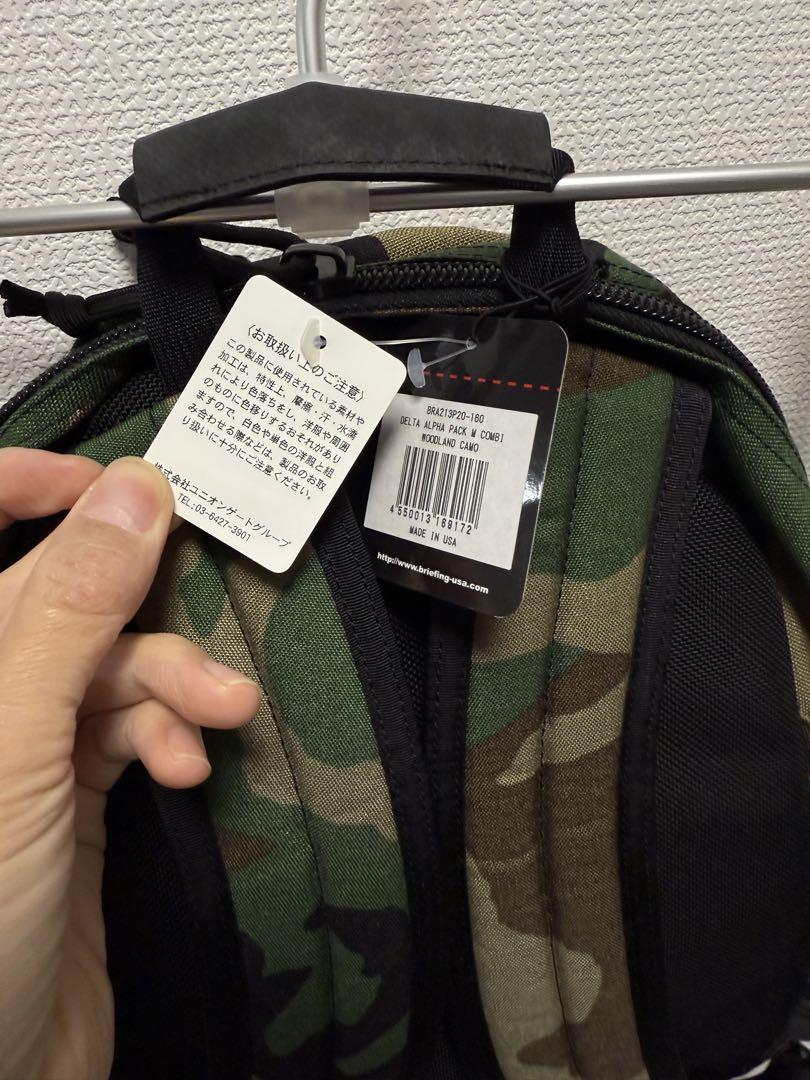 〈お取扱い上のご注意〉
この製品に使用されている素材や
加工は、特性上、摩擦・汗・水濡
れにより色落ちをし、洋服や周囲
のものに色移りするおそれがあり
ますので、白色や単色の洋服と組
み合わせる際などは、製品のお取
り扱いに十分にご注意ください。
株式会社ユニオンゲートグループ
TEL:03-6427-3901
BRA213P20-160
DELTA ALPHA PACK M COMBI
WOODLAND CAMO
4 550013 189172
MADE IN USA
http://www.briefing-usa.com